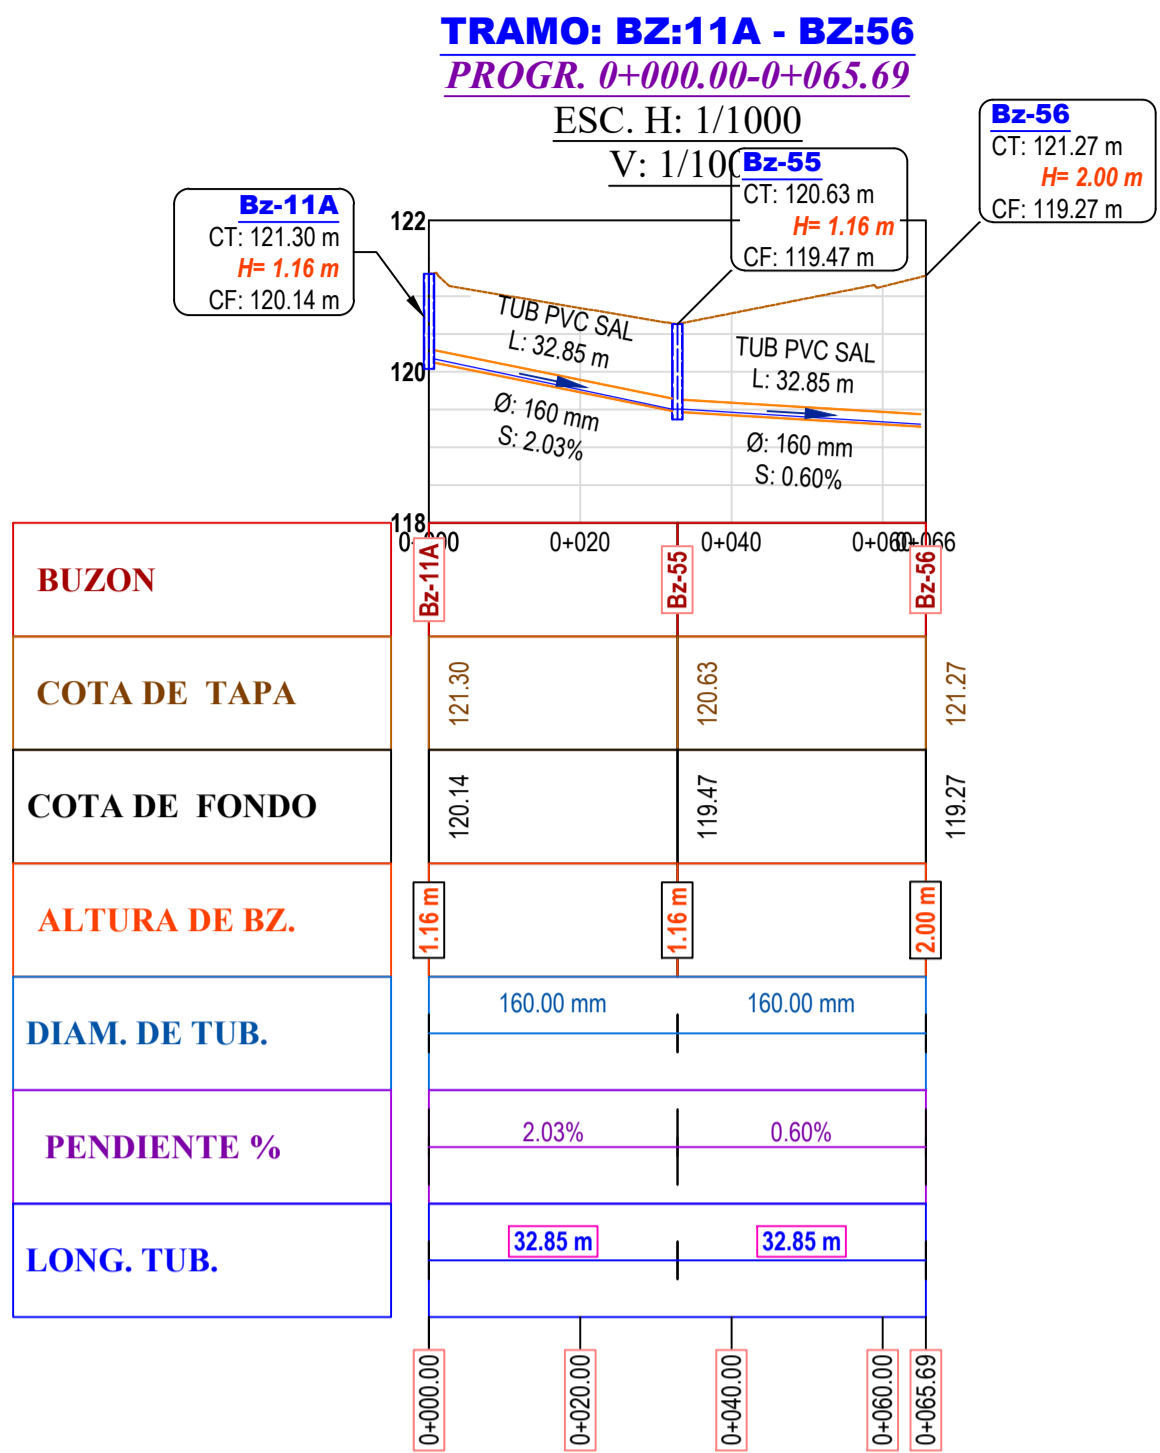 TRAMO: BZ:11A - BZ:56
PROGR. 0+000.00-0+065.69
ESC. H: 1/1000
V: 1/100
Bz-11A
CT: 121.30 m
H= 1.16 m
CF: 120.14 m
Bz-55
CT: 120.63 m
H= 1.16 m
CF: 119.47 m
Bz-56
CT: 121.27 m
H= 2.00 m
CF: 119.27 m
122
120
118
TUB PVC SAL
L: 32.85 m
Ø: 160 mm
S: 2.03%
TUB PVC SAL
L: 32.85 m
Ø: 160 mm
S: 0.60%
0+000 0+020 0+040 0+060 0+066
BUZON
Bz-11A Bz-55 Bz-56
COTA DE TAPA
121.30 120.63 121.27
COTA DE FONDO
120.14 119.47 119.27
ALTURA DE BZ.
1.16 m 1.16 m 2.00 m
DIAM. DE TUB.
160.00 mm 160.00 mm
PENDIENTE %
2.03% 0.60%
LONG. TUB.
32.85 m 32.85 m
0+000.00 0+020.00 0+040.00 0+060.00 0+065.69